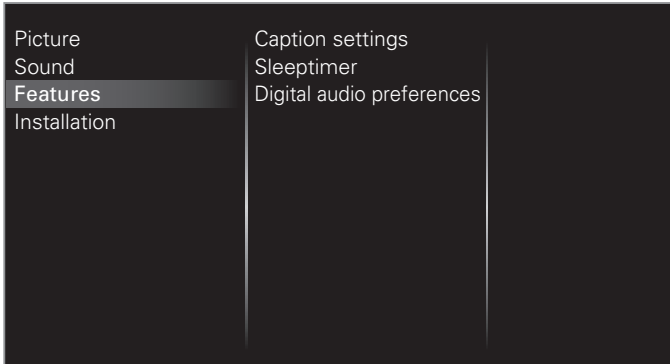 Picture
Sound
Features
Installation
Caption settings
Sleeptimer
Digital audio preferences